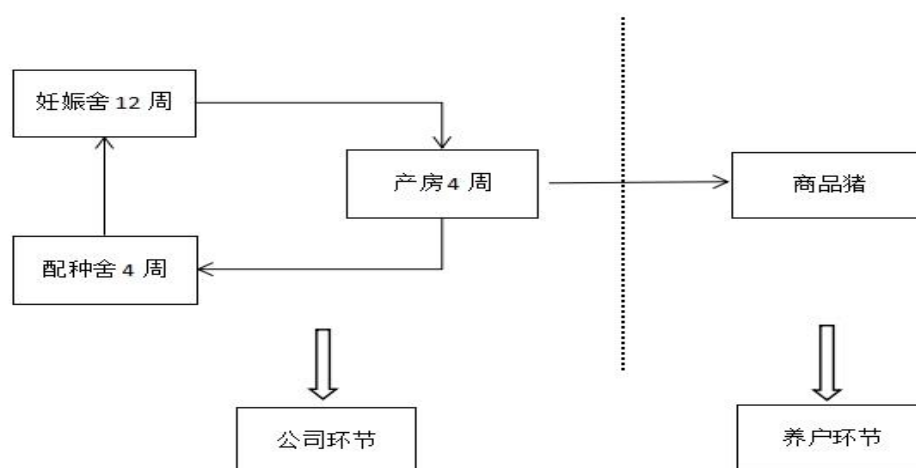 妊娠舍 12 周
产房 4 周
商品猪
配种舍 4 周
公司环节
养户环节